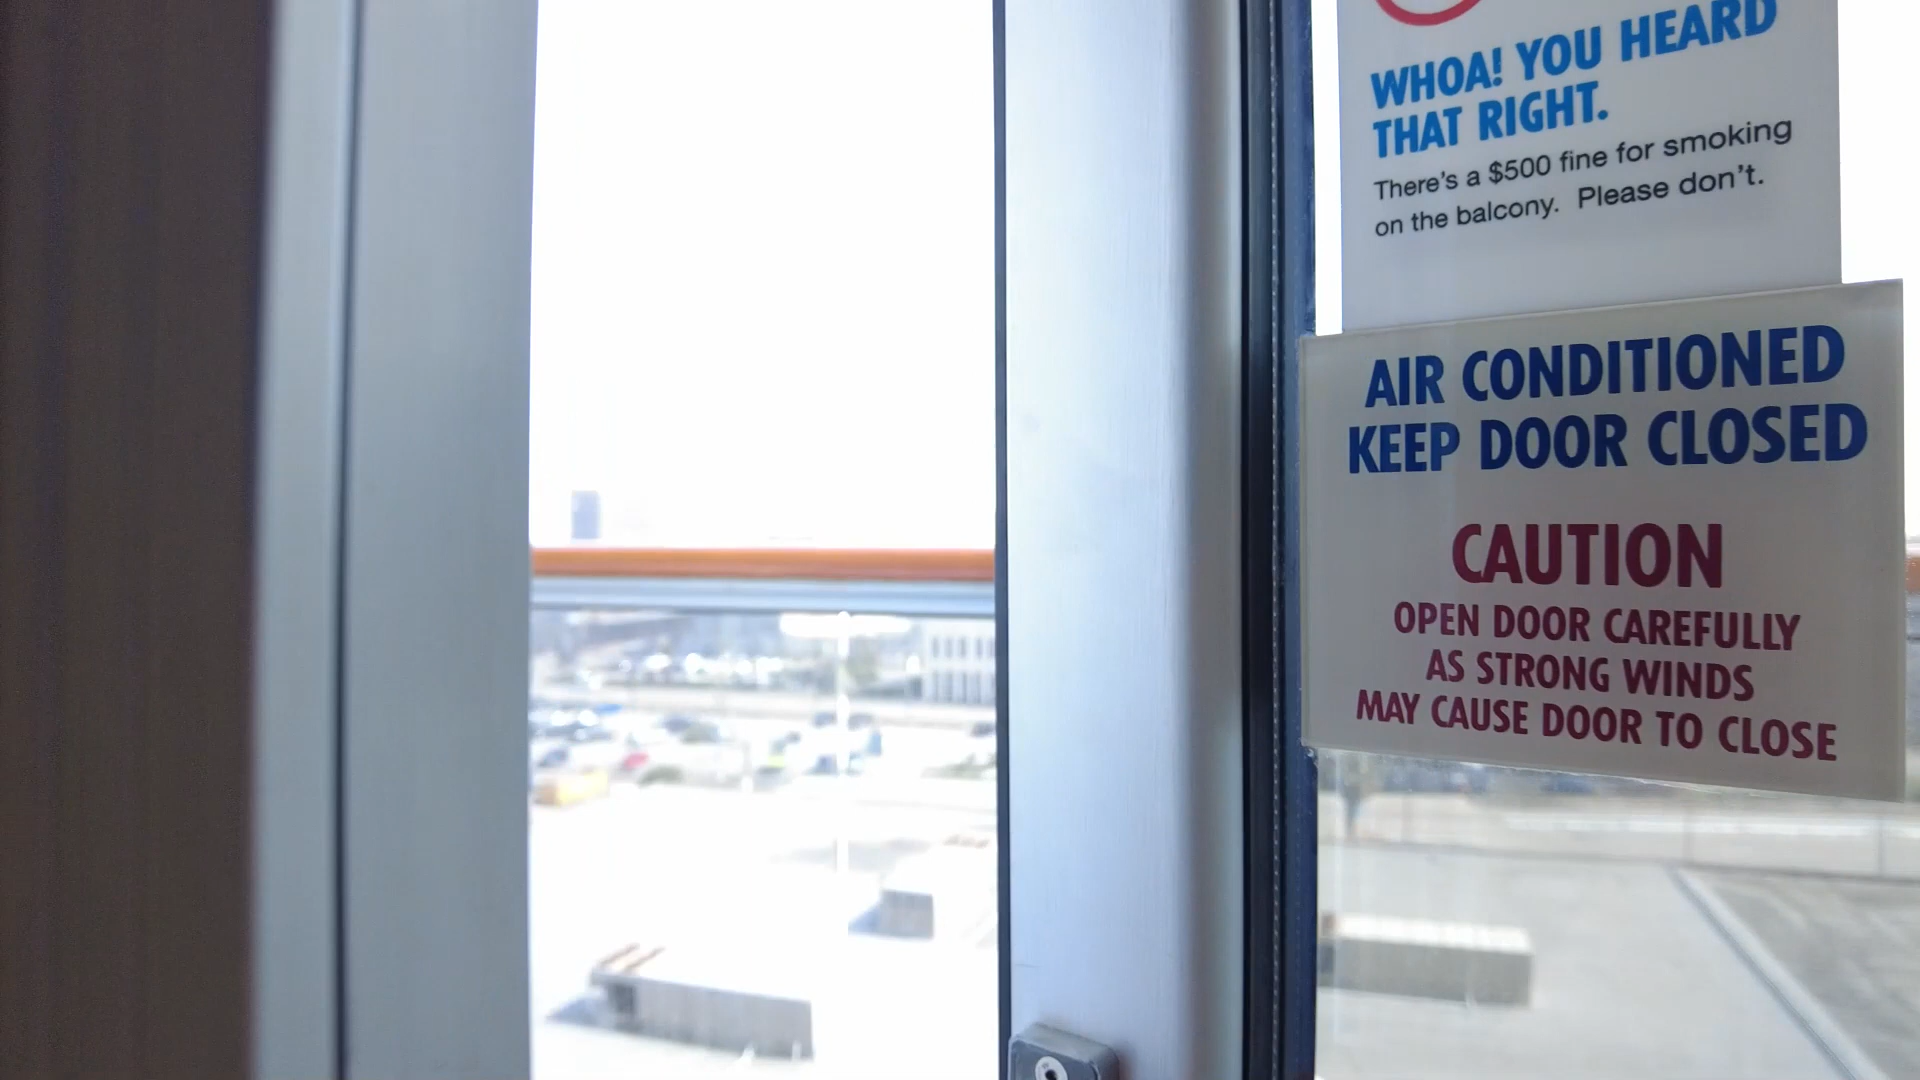 WHOA! YOU HEARD
THAT RIGHT.
There's a $500 fine for smoking
on the balcony. Please don't.
AIR CONDITIONED
KEEP DOOR CLOSED
CAUTION
OPEN DOOR CAREFULLY
AS STRONG WINDS
MAY CAUSE DOOR TO CLOSE